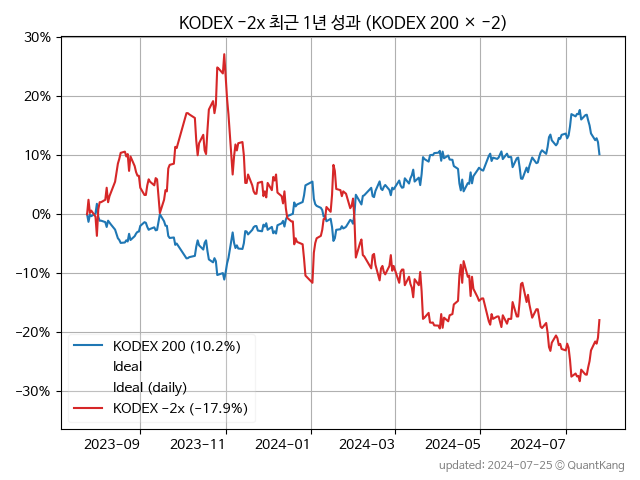 KODEX -2x 최근 1년 성과 (KODEX 200 × -2)
30%
20%
10%
0%
-10%
-20%
-30%
KODEX 200 (10.2%)
Ideal
Ideal (daily)
KODEX -2x (-17.9%)
2023-09 2023-11 2024-01 2024-03 2024-05 2024-07
updated: 2024-07-25 © QuantKang